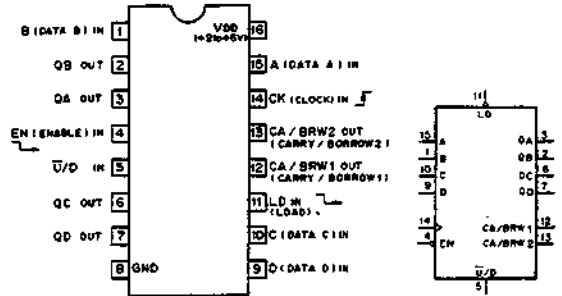 B (DATA B) IN 1
QB OUT 2
QA OUT 3
EN (ENABLE) IN 4
U̅/D IN 5
QC OUT 6
QD OUT 7
8 GND
VDD 16
(+2to+6V)
15 A (DATA A) IN
14 CK (CLOCK) IN
13 CA/BRW2 OUT
(CARRY/BORROW2)
12 CA/BRW1 OUT
(CARRY/BORROW1)
11 LD IN
(LOAD)
10 C (DATA C) IN
9 D (DATA D) IN
11
LD
15 A QA 3
1 B QB 2
10 C QC 6
9 D QD 7
14 CA/BRW1 12
4 EN CA/BRW2 13
U̅/D
5